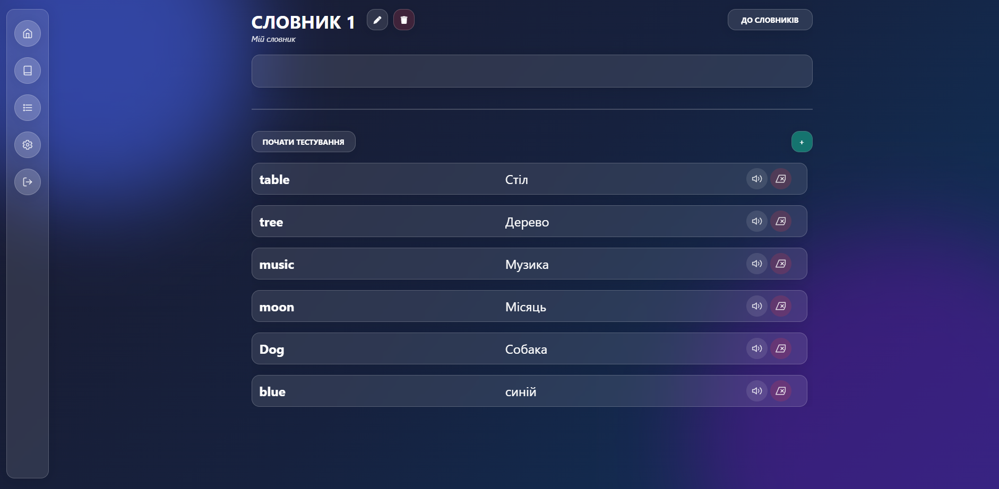 СЛОВНИК 1
ДО СЛОВНИКІВ
Мій словник
ПОЧАТИ ТЕСТУВАННЯ
+
table Стіл
tree Дерево
music Музика
moon Місяць
Dog Собака
blue синій